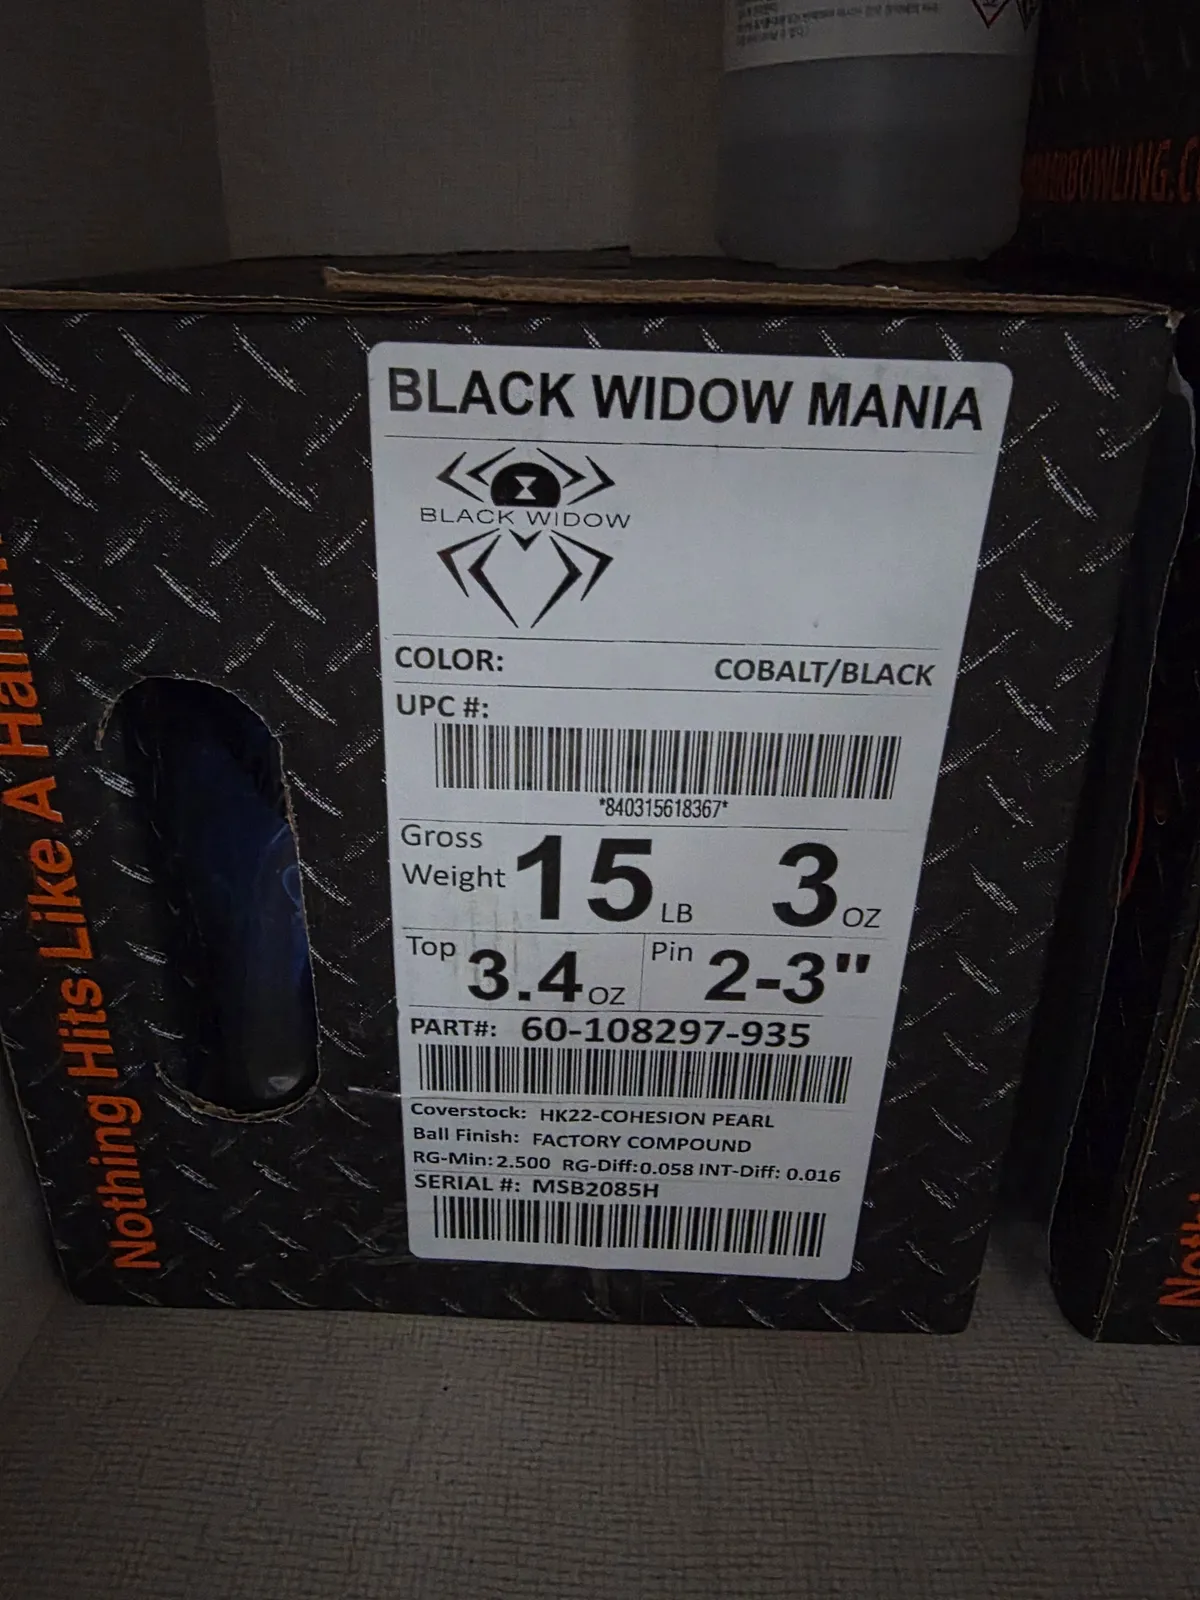 RBOWLING.C
BLACK WIDOW MANIA
BLACK WIDOW
COLOR: COBALT/BLACK
UPC #:
*840315618367*
Gross Weight 15 LB 3 OZ
Top 3.4 OZ Pin 2-3"
PART#: 60-108297-935
Coverstock: HK22-COHESION PEARL
Ball Finish: FACTORY COMPOUND
RG-Min: 2.500 RG-Diff: 0.058 INT-Diff: 0.016
SERIAL #: MSB2085H
Nothing Hits Like A Ham